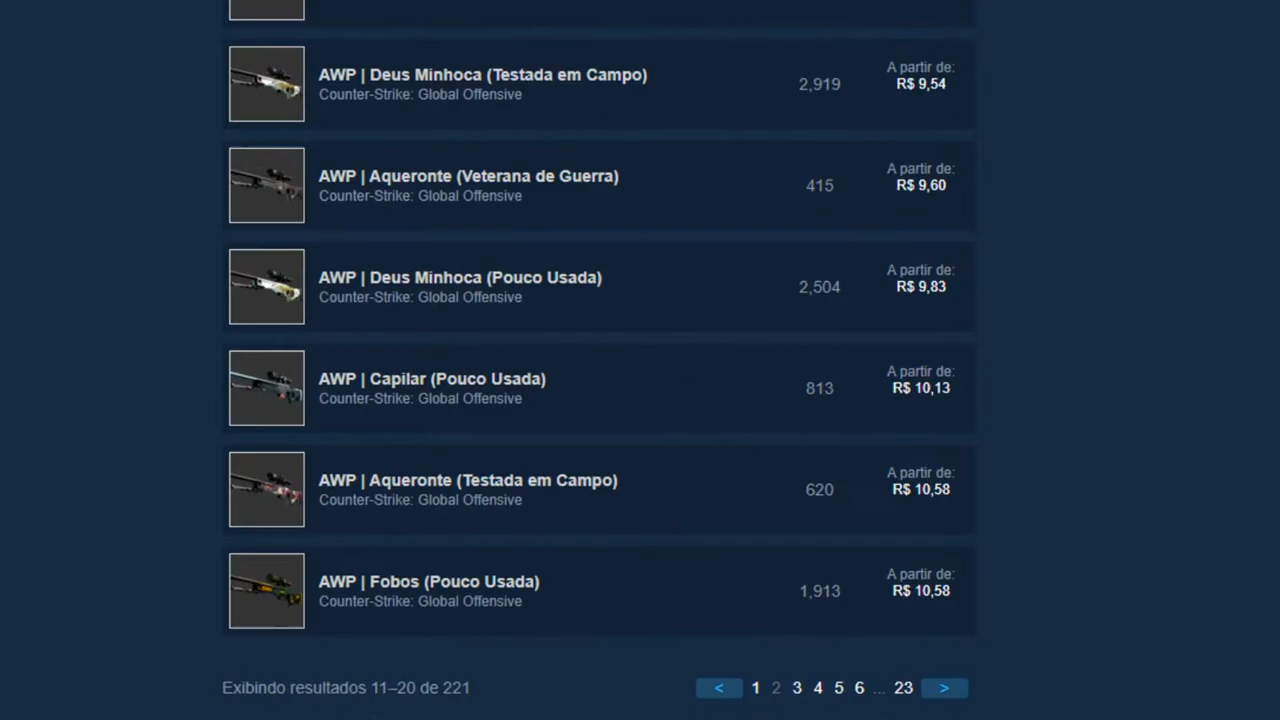 AWP | Deus Minhoca (Testada em Campo)
Counter-Strike: Global Offensive
2,919
A partir de:
R$ 9,54
AWP | Aqueronte (Veterana de Guerra)
Counter-Strike: Global Offensive
415
A partir de:
R$ 9,60
AWP | Deus Minhoca (Pouco Usada)
Counter-Strike: Global Offensive
2,504
A partir de:
R$ 9,83
AWP | Capilar (Pouco Usada)
Counter-Strike: Global Offensive
813
A partir de:
R$ 10,13
AWP | Aqueronte (Testada em Campo)
Counter-Strike: Global Offensive
620
A partir de:
R$ 10,58
AWP | Fobos (Pouco Usada)
Counter-Strike: Global Offensive
1,913
A partir de:
R$ 10,58
Exibindo resultados 11–20 de 221
< 1 2 3 4 5 6 ... 23 >